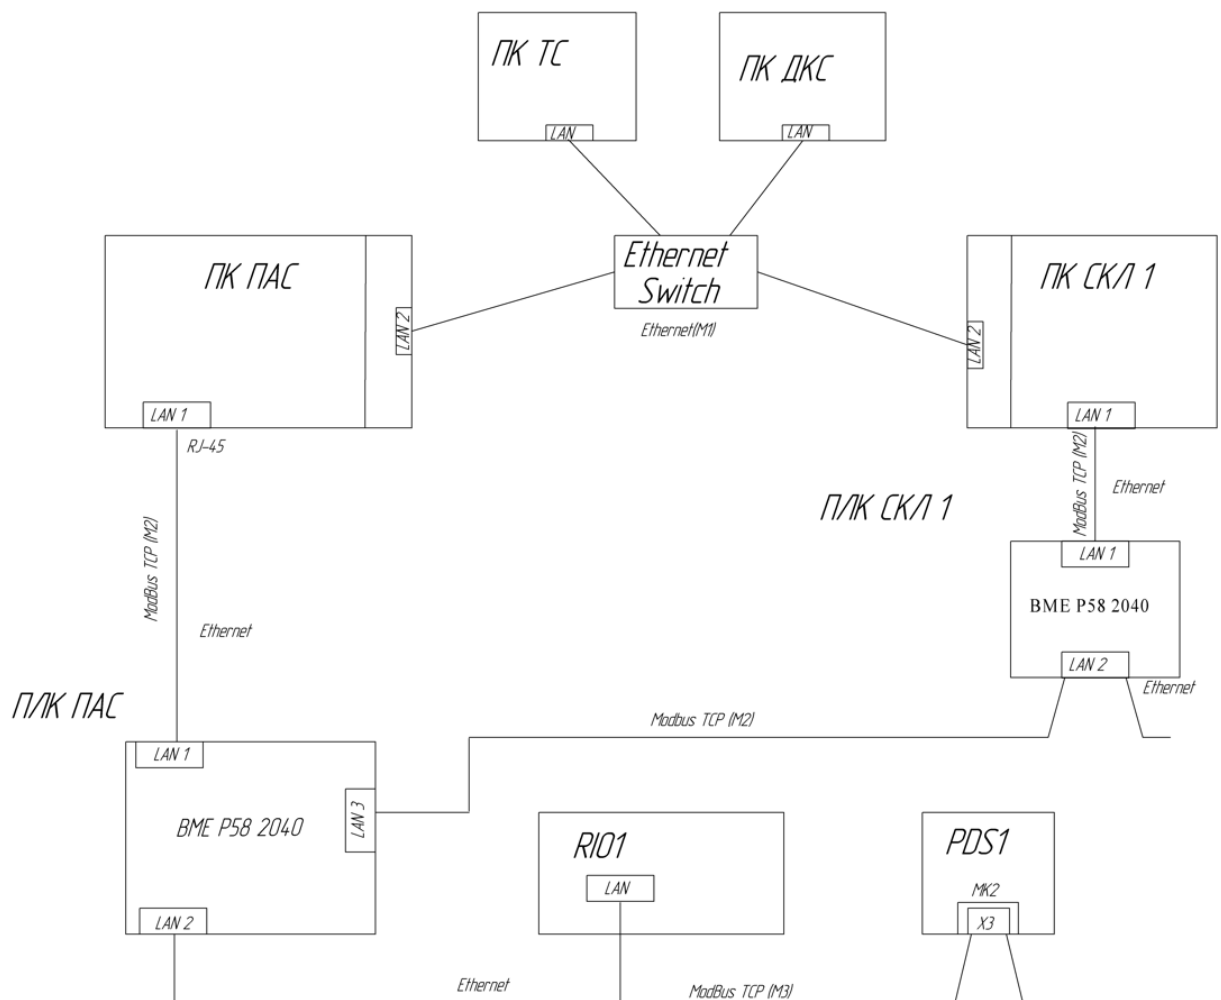 ПК ТС
ПК ДКС
LAN
LAN
Ethernet
Switch
Ethernet(M1)
ПК ПАС
ПК СКЛ 1
LAN 2
LAN 2
LAN 1
LAN 1
RJ-45
ModBus TCP (M2)
Ethernet
ПЛК СКЛ 1
ModBus TCP (M2)
Ethernet
LAN 1
BME P58 2040
LAN 2
Ethernet
ПЛК ПАС
Modbus TCP (M2)
LAN 1
BME P58 2040
LAN 3
LAN 2
RIO1
LAN
PDS1
MK2
X3
Ethernet
ModBus TCP (M3)